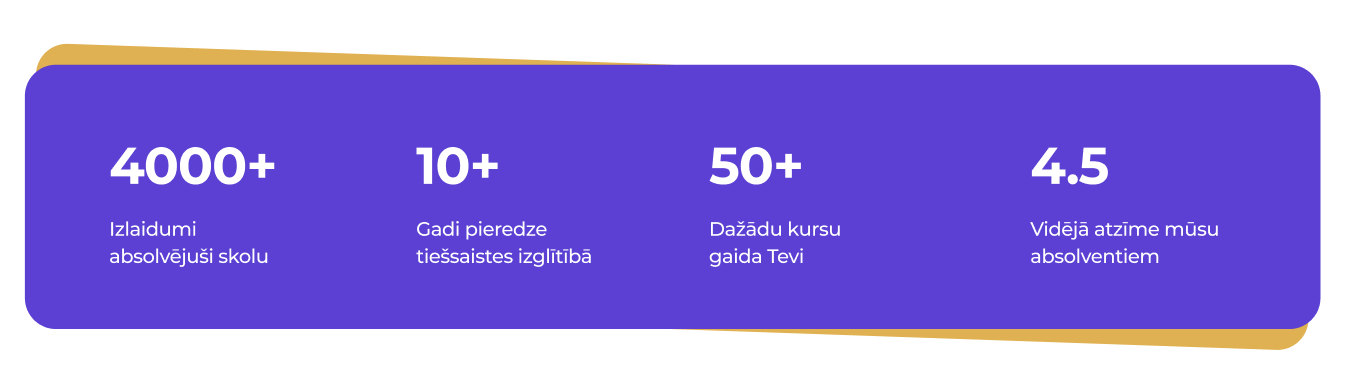 4000+
Izlaidumi
absolvējuši skolu
10+
Gadi pieredze
tiešsaistes izglītībā
50+
Dažādu kursu
gaida Tevi
4.5
Vidējā atzīme mūsu
absolventiem